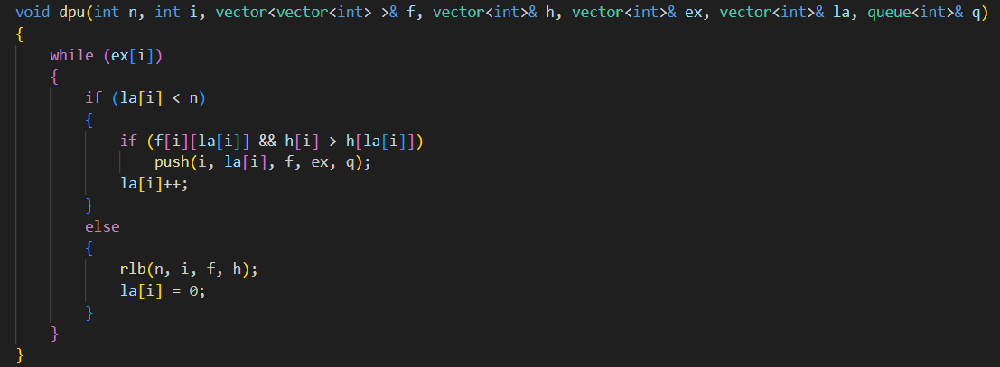 void dpu(int n, int i, vector<vector<int> >& f, vector<int>& h, vector<int>& ex, vector<int>& la, queue<int>& q)
{
    while (ex[i])
    {
        if (la[i] < n)
        {
            if (f[i][la[i]] && h[i] > h[la[i]])
                push(i, la[i], f, ex, q);
            la[i]++;
        }
        else
        {
            rlb(n, i, f, h);
            la[i] = 0;
        }
    }
}